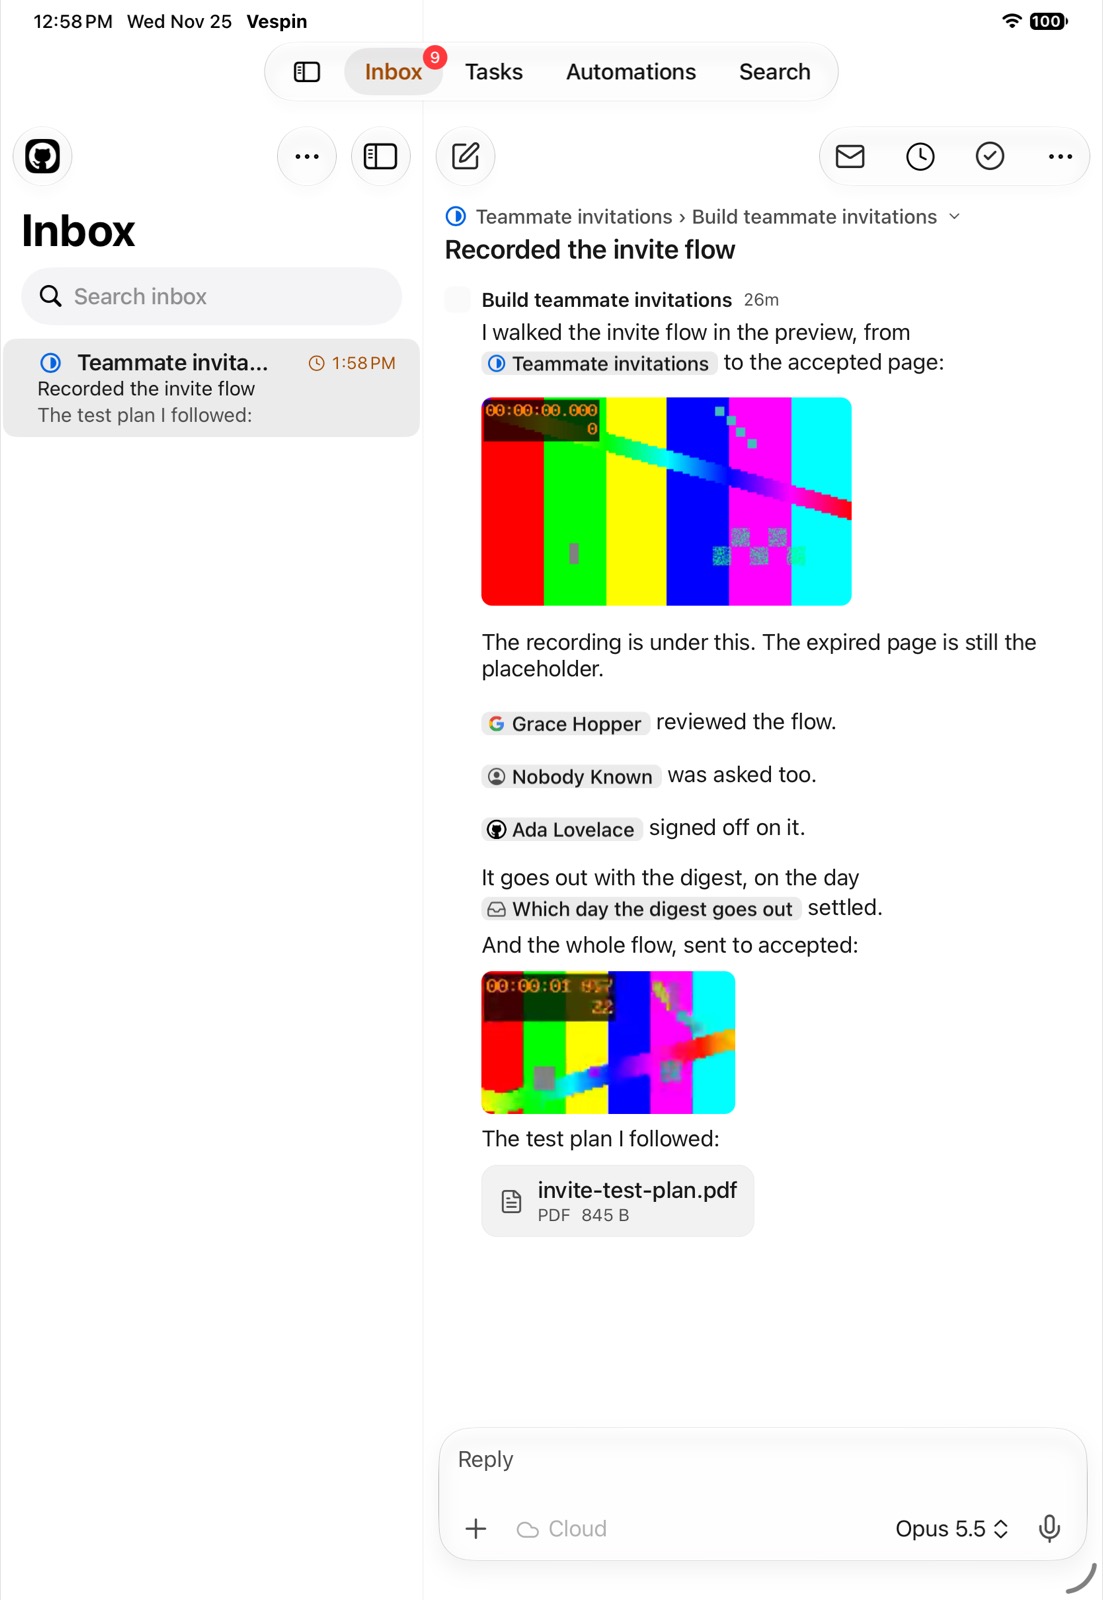 12:58 PM Wed Nov 25 Vespin
100
Inbox 9 Tasks Automations Search
Inbox
Search inbox
Teammate invita... 1:58 PM
Recorded the invite flow
The test plan I followed:
Teammate invitations › Build teammate invitations
Recorded the invite flow
Build teammate invitations 26m
I walked the invite flow in the preview, from
Teammate invitations to the accepted page:
00:00:00.000
0
The recording is under this. The expired page is still the
placeholder.
Grace Hopper reviewed the flow.
Nobody Known was asked too.
Ada Lovelace signed off on it.
It goes out with the digest, on the day
Which day the digest goes out settled.
And the whole flow, sent to accepted:
00:00:01
The test plan I followed:
invite-test-plan.pdf
PDF 845 B
Reply
Cloud
Opus 5.5